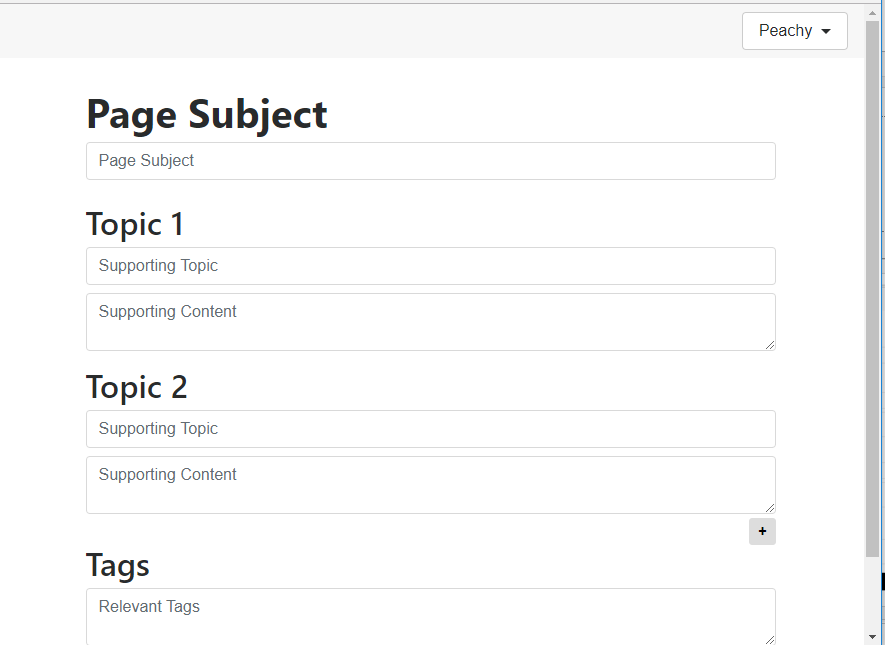 Peachy
Page Subject
Page Subject
Topic 1
Supporting Topic
Supporting Content
Topic 2
Supporting Topic
Supporting Content
+
Tags
Relevant Tags